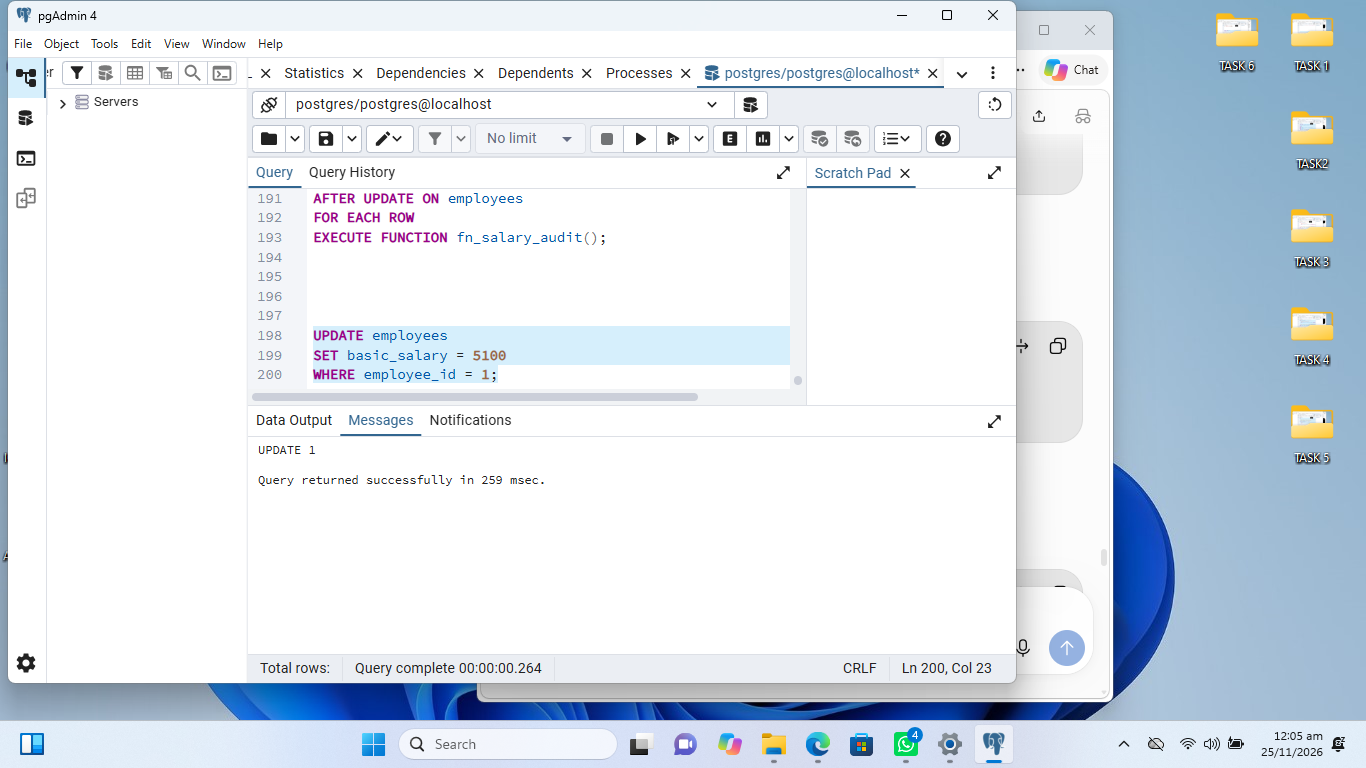 pgAdmin 4
File Object Tools Edit View Window Help
Statistics Dependencies Dependents Processes postgres/postgres@localhost*
Servers
postgres/postgres@localhost
No limit
E
Query Query History
Scratch Pad
191 AFTER UPDATE ON employees
192 FOR EACH ROW
193 EXECUTE FUNCTION fn_salary_audit();
194
195
196
197
198 UPDATE employees
199 SET basic_salary = 5100
200 WHERE employee_id = 1;
Data Output Messages Notifications
UPDATE 1
Query returned successfully in 259 msec.
Total rows:
Query complete 00:00:00.264
CRLF
Ln 200, Col 23
Chat
TASK 6
TASK 1
TASK2
TASK 3
TASK 4
TASK 5
Search
4
12:05 am
25/11/2026